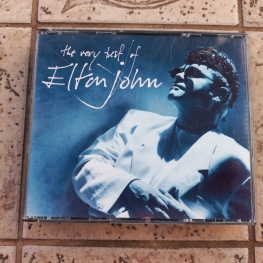 the very best of
Elton john